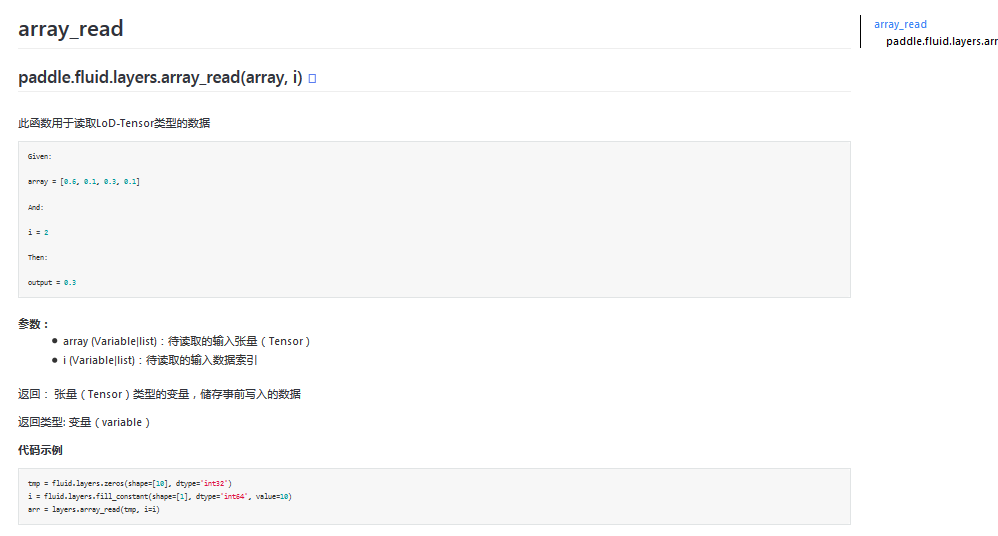 array_read
array_read
paddle.fluid.layers.arr
paddle.fluid.layers.array_read(array, i)
此函数用于读取LoD-Tensor类型的数据
Given:
array = [0.6, 0.1, 0.3, 0.1]
And:
i = 2
Then:
output = 0.3
参数：
array (Variable|list)：待读取的输入张量（Tensor）
i (Variable|list)：待读取的输入数据索引
返回： 张量（Tensor）类型的变量，储存事前写入的数据
返回类型: 变量（variable）
代码示例
tmp = fluid.layers.zeros(shape=[10], dtype='int32')
i = fluid.layers.fill_constant(shape=[1], dtype='int64', value=10)
arr = layers.array_read(tmp, i=i)